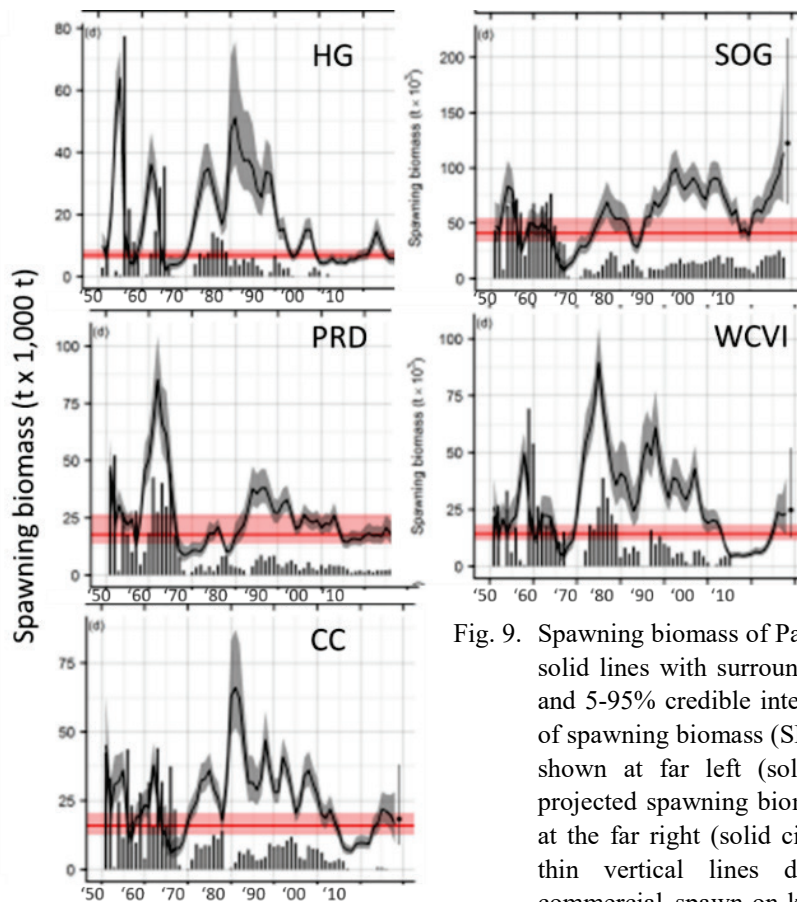 Spawning biomass (t x 1,000 t)
(d)
HG
80
60
40
20
0
'50 '60 '70 '80 '90 '00 '10
(d)
SOG
Spawning biomass (t × 10³)
200
150
100
50
0
'50 '60 '70 '80 '90 '00 '10
(d)
PRD
100
75
50
25
0
'50 '60 '70 '80 '90 '00 '10
(d)
WCVI
Spawning biomass (t × 10³)
100
75
50
25
0
'50 '60 '70 '80 '90 '00 '10
(d)
CC
75
50
25
0
'50 '60 '70 '80 '90 '00 '10
Fig. 9. Spawning biomass of Pa
solid lines with surroun
and 5-95% credible inte
of spawning biomass (SI
shown at far left (sol
projected spawning bion
at the far right (solid ci
thin vertical lines d